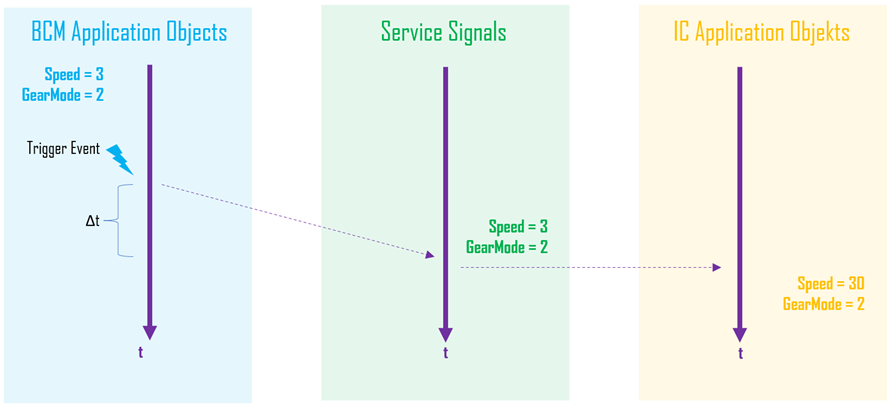 BCM Application Objects
Speed = 3
GearMode = 2
Trigger Event
Δt
t
Service Signals
Speed = 3
GearMode = 2
t
IC Application Objekts
Speed = 30
GearMode = 2
t